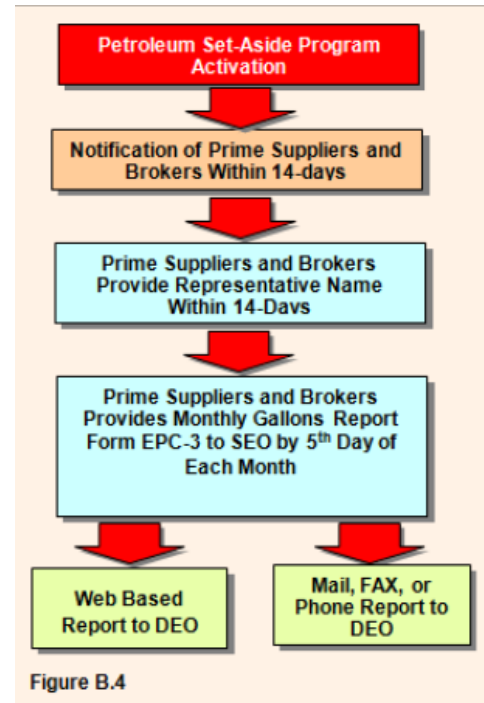 Petroleum Set-Aside Program
Activation
Notification of Prime Suppliers and
Brokers Within 14-days
Prime Suppliers and Brokers
Provide Representative Name
Within 14-Days
Prime Suppliers and Brokers
Provides Monthly Gallons Report
Form EPC-3 to SEO by 5th Day of
Each Month
Web Based
Report to DEO
Mail, FAX, or
Phone Report to
DEO
Figure B.4